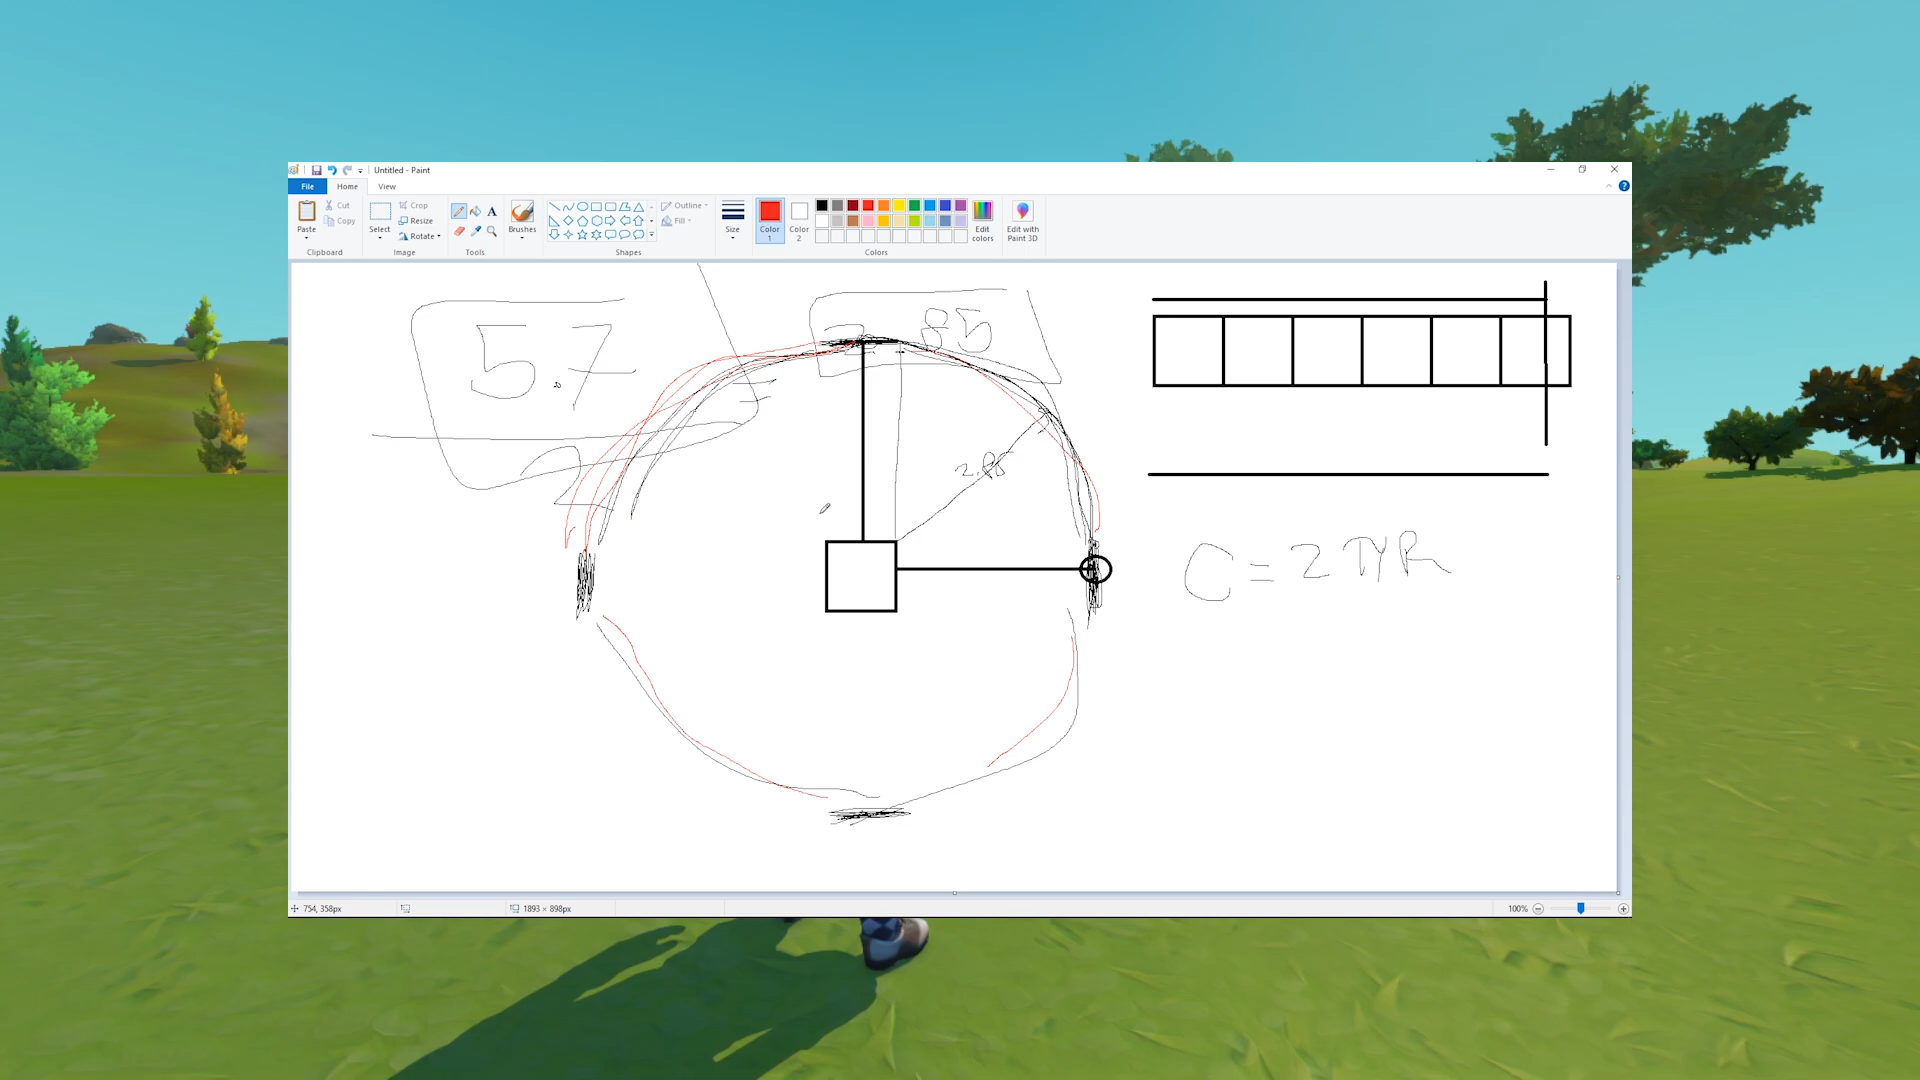 Untitled - Paint
File Home View
Paste
Cut
Copy
Clipboard
Select
Crop
Resize
Rotate
Image
A
Tools
Brushes
Outline
Fill
Shapes
Size
Color 1
Color 2
Colors
Edit colors
Edit with Paint 3D
5.7
2
2.85
2.85
C = 2πR
754, 358px
1893 × 898px
100%